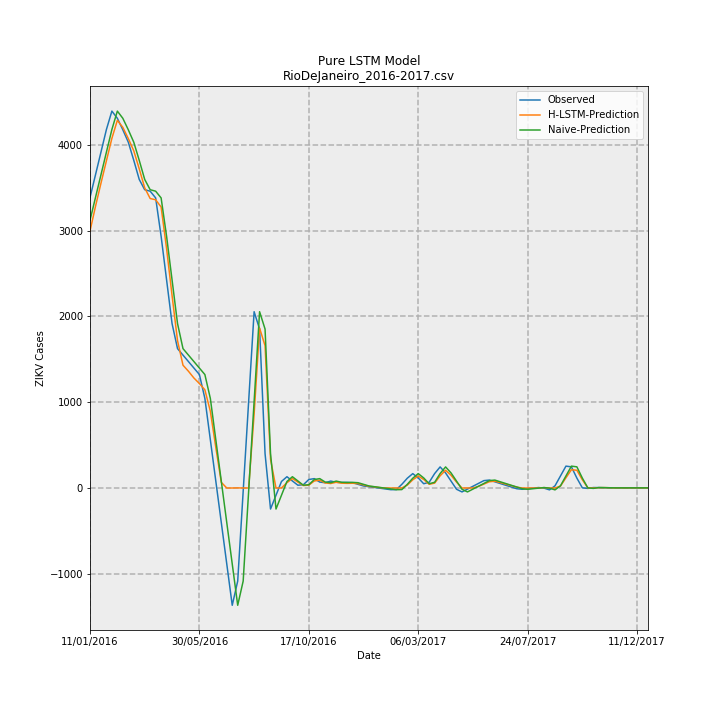 Pure LSTM Model
RioDeJaneiro_2016-2017.csv
Observed
H-LSTM-Prediction
Naive-Prediction
ZIKV Cases
4000
3000
2000
1000
0
−1000
11/01/2016 30/05/2016 17/10/2016 06/03/2017 24/07/2017 11/12/2017
Date